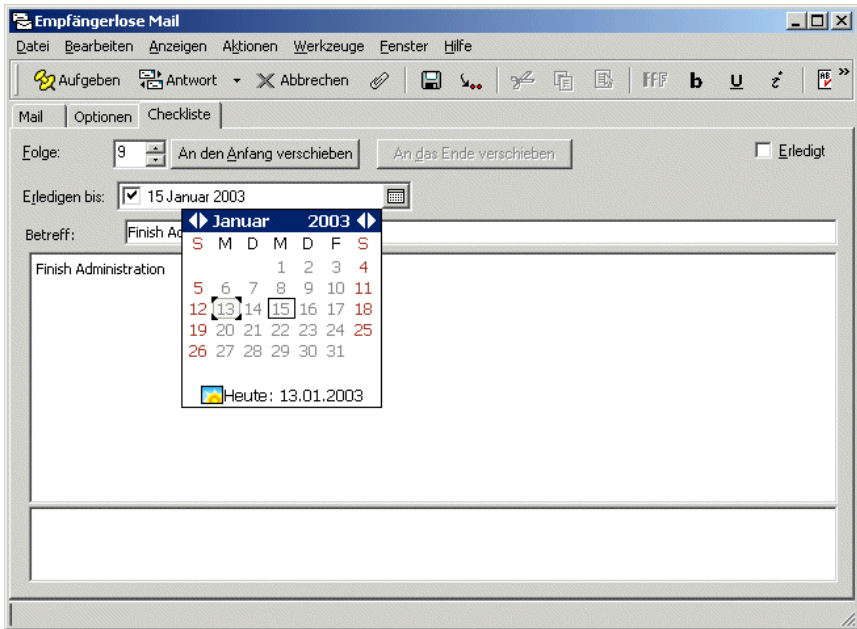 Empfängerlose Mail
Datei Bearbeiten Anzeigen Aktionen Werkzeuge Fenster Hilfe
Aufgeben Antwort Abbrechen FFF b u i »
Mail Optionen Checkliste
Folge: 9 An den Anfang verschieben An das Ende verschieben Erledigt
Erledigen bis: 15 Januar 2003
Januar 2003
Betreff: Finish Ad
S M D M D F S
Finish Administration
1 2 3 4
5 6 7 8 9 10 11
12 13 14 15 16 17 18
19 20 21 22 23 24 25
26 27 28 29 30 31
Heute: 13.01.2003